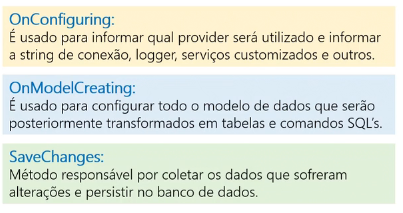 OnConfiguring:
É usado para informar qual provider será utilizado e informar
a string de conexão, logger, serviços customizados e outros.
OnModelCreating:
É usado para configurar todo o modelo de dados que serão
posteriormente transformados em tabelas e comandos SQL's.
SaveChanges:
Método responsável por coletar os dados que sofreram
alterações e persistir no banco de dados.